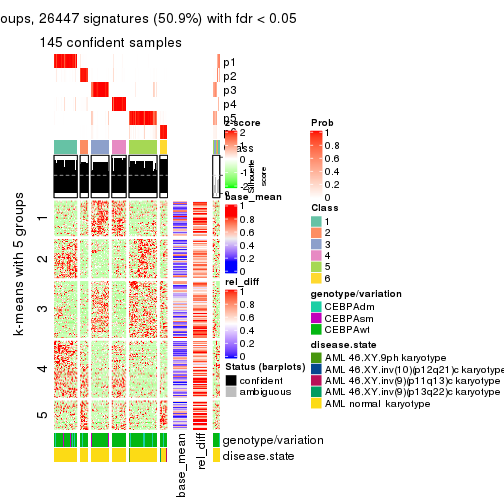 oups, 26447 signatures (50.9%) with fdr < 0.05
145 confident samples
p1
p2
p3
p4
p5
Class
Silhouette
score
1
2
3
4
5
k-means with 5 groups
base_mean
rel_diff
genotype/variation
disease.state
z-score
2
1
0
-1
-2
base_mean
1
0.8
0.6
0.4
0.2
0
rel_diff
1
0.8
0.6
0.4
0.2
0
Status (barplots)
confident
ambiguous
Prob
1
0.8
0.6
0.4
0.2
0
Class
1
2
3
4
5
6
genotype/variation
CEBPAdm
CEBPAsm
CEBPAwt
disease.state
AML 46.XY.9ph karyotype
AML 46.XY.inv(10)(p12q21)c karyotype
AML 46.XY.inv(9)(p11q13)c karyotype
AML 46.XY.inv(9)(p13q22)c karyotype
AML normal karyotype